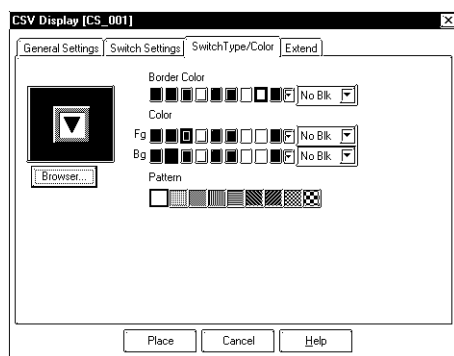 CSV Display [CS_001]
General Settings Switch Settings SwitchType/Color Extend
Border Color
No Blk
Color
Fg No Blk
Bg No Blk
Browser...
Pattern
Place Cancel Help